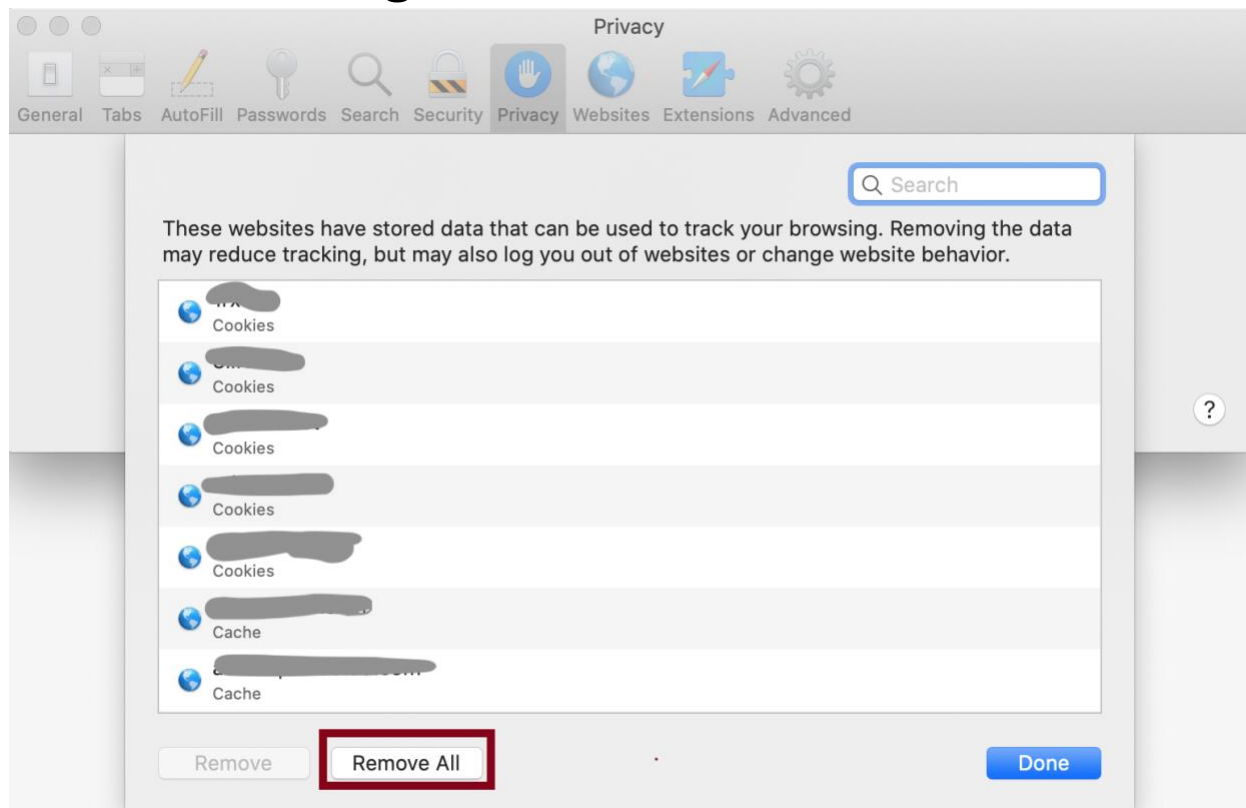 Privacy
General Tabs AutoFill Passwords Search Security Privacy Websites Extensions Advanced
Search
These websites have stored data that can be used to track your browsing. Removing the data
may reduce tracking, but may also log you out of websites or change website behavior.
Cookies
Cookies
Cookies
Cookies
Cookies
Cache
Cache
?
Remove Remove All Done